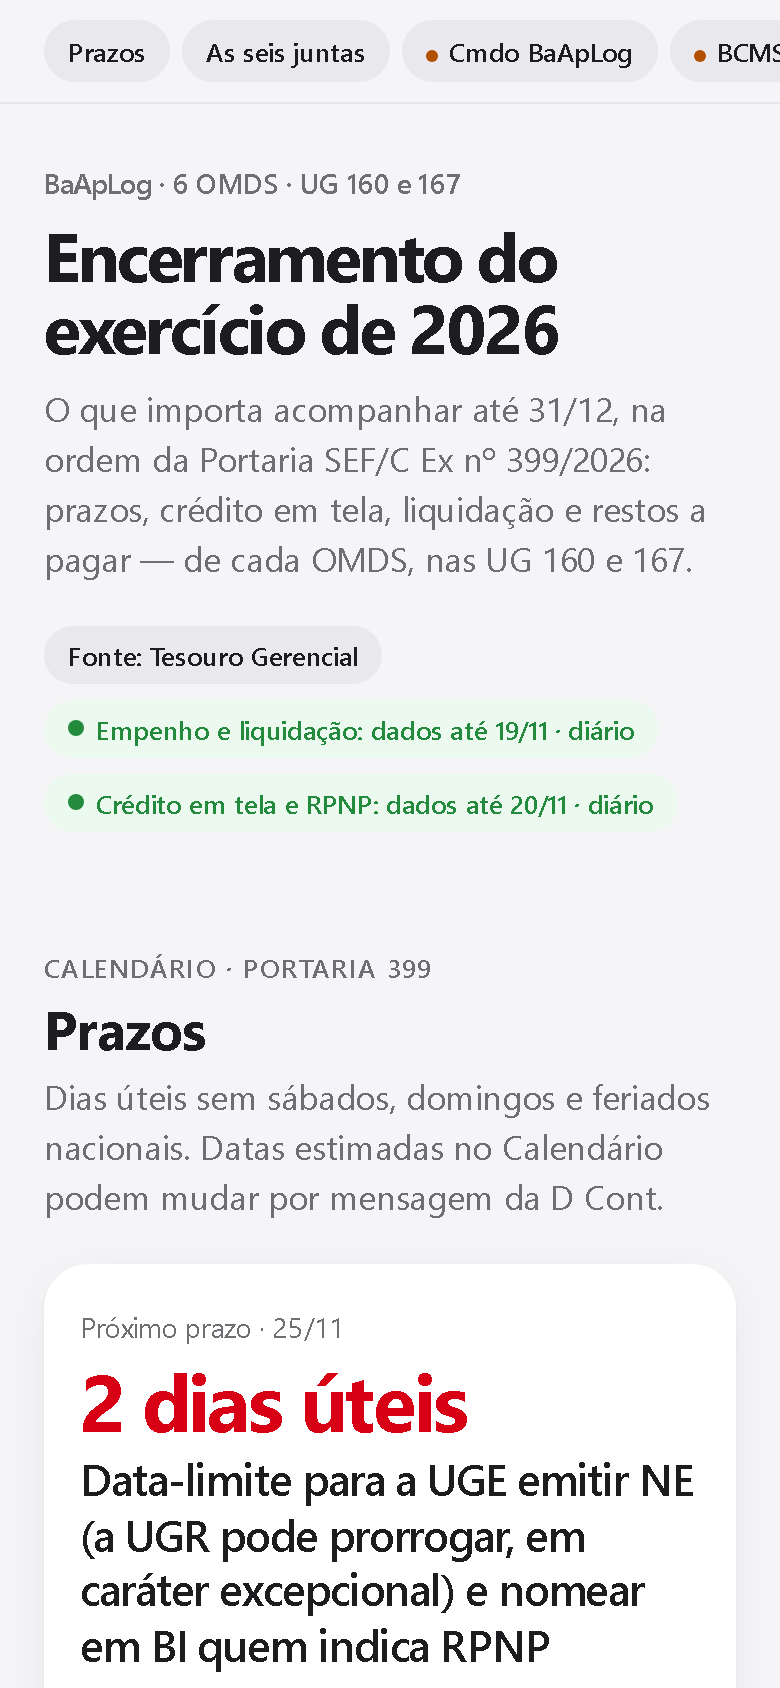 Prazos
As seis juntas
Cmdo BaApLog
BCMS
BaApLog · 6 OMDS · UG 160 e 167
Encerramento do
exercício de 2026
O que importa acompanhar até 31/12, na
ordem da Portaria SEF/C Ex nº 399/2026:
prazos, crédito em tela, liquidação e restos a
pagar — de cada OMDS, nas UG 160 e 167.
Fonte: Tesouro Gerencial
Empenho e liquidação: dados até 19/11 · diário
Crédito em tela e RPNP: dados até 20/11 · diário
CALENDÁRIO · PORTARIA 399
Prazos
Dias úteis sem sábados, domingos e feriados
nacionais. Datas estimadas no Calendário
podem mudar por mensagem da D Cont.
Próximo prazo · 25/11
2 dias úteis
Data-limite para a UGE emitir NE
(a UGR pode prorrogar, em
caráter excepcional) e nomear
em BI quem indica RPNP